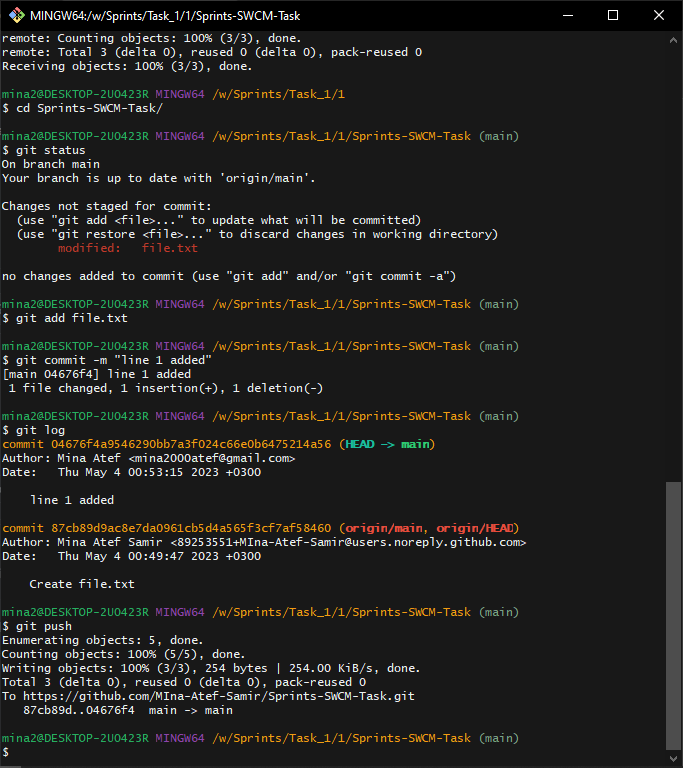 MINGW64:/w/Sprints/Task_1/1/Sprints-SWCM-Task
remote: Counting objects: 100% (3/3), done.
remote: Total 3 (delta 0), reused 0 (delta 0), pack-reused 0
Receiving objects: 100% (3/3), done.
mina2@DESKTOP-2UO423R MINGW64 /w/Sprints/Task_1/1
$ cd Sprints-SWCM-Task/
mina2@DESKTOP-2UO423R MINGW64 /w/Sprints/Task_1/1/Sprints-SWCM-Task (main)
$ git status
On branch main
Your branch is up to date with 'origin/main'.
Changes not staged for commit:
  (use "git add <file>..." to update what will be committed)
  (use "git restore <file>..." to discard changes in working directory)
        modified:   file.txt
no changes added to commit (use "git add" and/or "git commit -a")
mina2@DESKTOP-2UO423R MINGW64 /w/Sprints/Task_1/1/Sprints-SWCM-Task (main)
$ git add file.txt
mina2@DESKTOP-2UO423R MINGW64 /w/Sprints/Task_1/1/Sprints-SWCM-Task (main)
$ git commit -m "line 1 added"
[main 04676f4] line 1 added
 1 file changed, 1 insertion(+), 1 deletion(-)
mina2@DESKTOP-2UO423R MINGW64 /w/Sprints/Task_1/1/Sprints-SWCM-Task (main)
$ git log
commit 04676f4a9546290bb7a3f024c66e0b6475214a56 (HEAD -> main)
Author: Mina Atef <mina2000atef@gmail.com>
Date:   Thu May 4 00:53:15 2023 +0300
    line 1 added
commit 87cb89d9ac8e7da0961cb5d4a565f3cf7af58460 (origin/main, origin/HEAD)
Author: Mina Atef Samir <89253551+MIna-Atef-Samir@users.noreply.github.com>
Date:   Thu May 4 00:49:47 2023 +0300
    Create file.txt
mina2@DESKTOP-2UO423R MINGW64 /w/Sprints/Task_1/1/Sprints-SWCM-Task (main)
$ git push
Enumerating objects: 5, done.
Counting objects: 100% (5/5), done.
Writing objects: 100% (3/3), 254 bytes | 254.00 KiB/s, done.
Total 3 (delta 0), reused 0 (delta 0), pack-reused 0
To https://github.com/MIna-Atef-Samir/Sprints-SWCM-Task.git
   87cb89d..04676f4  main -> main
mina2@DESKTOP-2UO423R MINGW64 /w/Sprints/Task_1/1/Sprints-SWCM-Task (main)
$